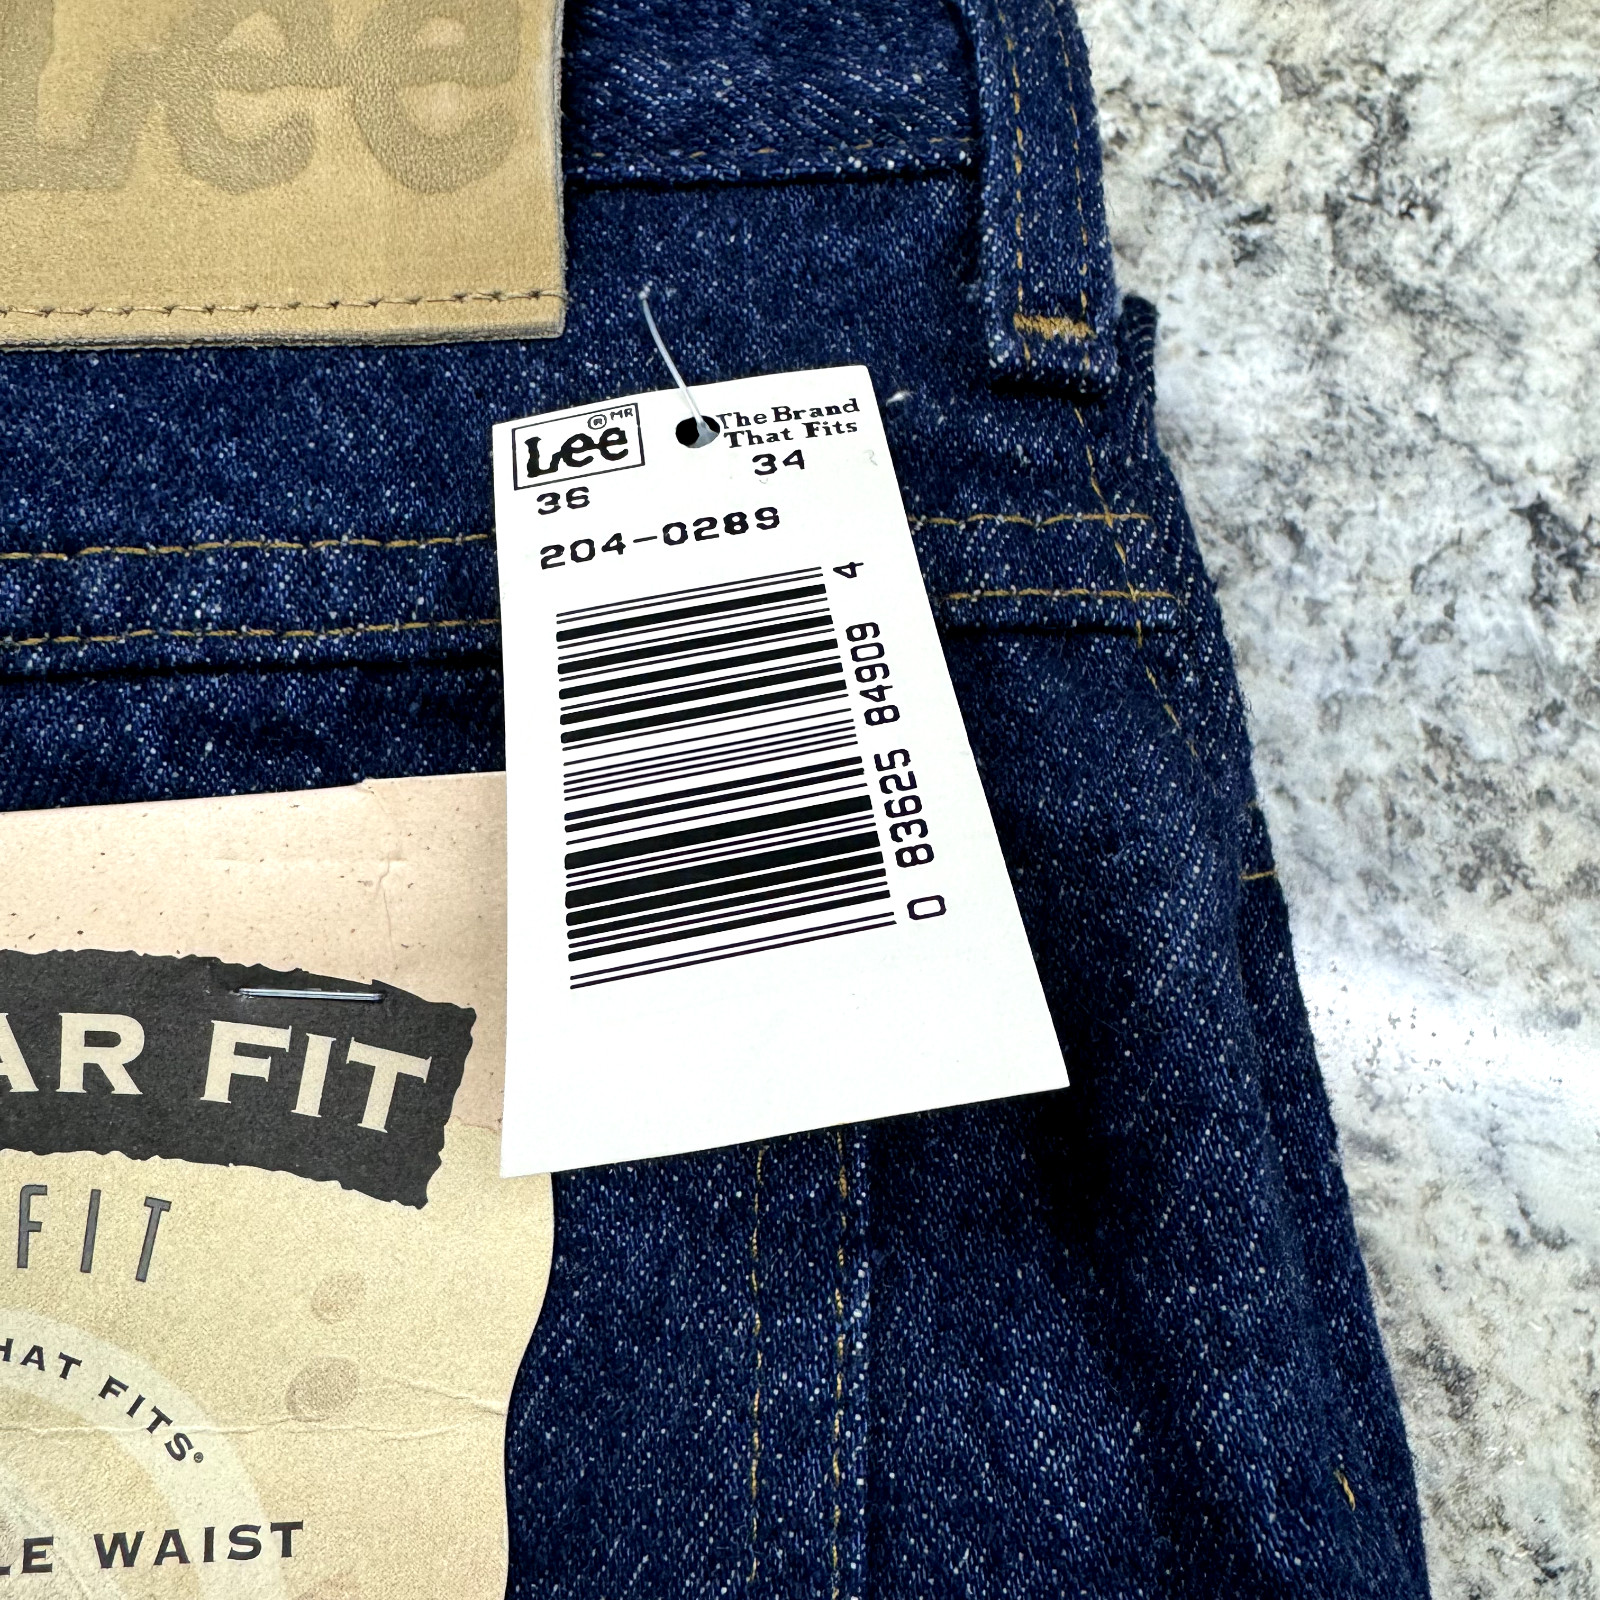 Lee
Lee ® MR
The Brand
That Fits
36 34
204-0289
0 83625 84909 4
AR FIT
FIT
HAT FITS®
LE WAIST